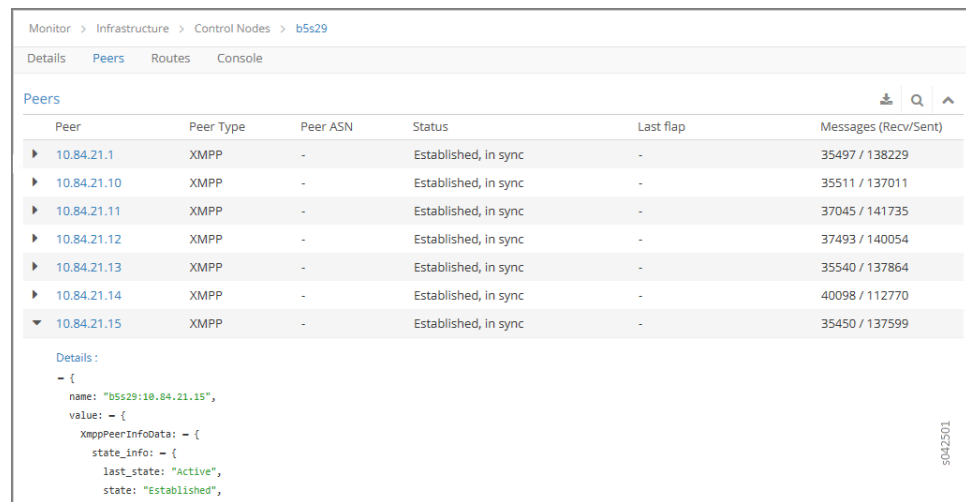 Monitor > Infrastructure > Control Nodes > b5s29
Details Peers Routes Console
Peers
Peer Peer Type Peer ASN Status Last flap Messages (Recv/Sent)
10.84.21.1 XMPP - Established, in sync - 35497 / 138229
10.84.21.10 XMPP - Established, in sync - 35511 / 137011
10.84.21.11 XMPP - Established, in sync - 37045 / 141735
10.84.21.12 XMPP - Established, in sync - 37493 / 140054
10.84.21.13 XMPP - Established, in sync - 35540 / 137864
10.84.21.14 XMPP - Established, in sync - 40098 / 112770
10.84.21.15 XMPP - Established, in sync - 35450 / 137599
Details :
– {
name: "b5s29:10.84.21.15",
value: – {
XmppPeerInfoData: – {
state_info: – {
last_state: "Active",
state: "Established",
s042501